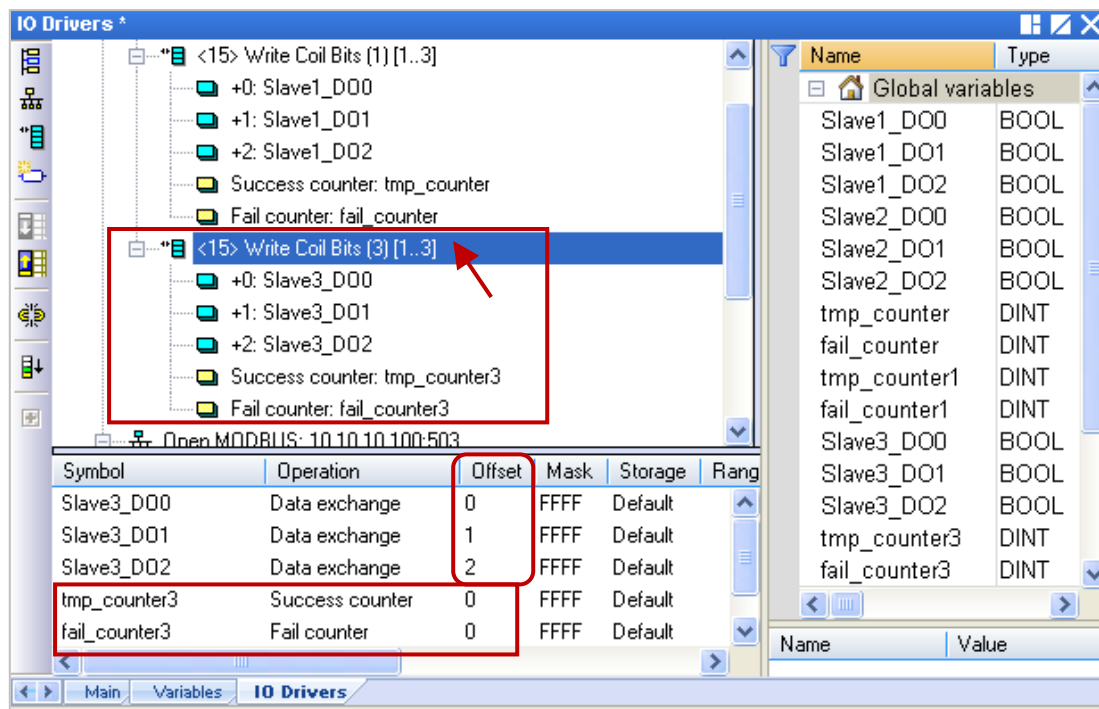 IO Drivers *
<15> Write Coil Bits (1) [1..3]
+0: Slave1_DO0
+1: Slave1_DO1
+2: Slave1_DO2
Success counter: tmp_counter
Fail counter: fail_counter
<15> Write Coil Bits (3) [1..3]
+0: Slave3_DO0
+1: Slave3_DO1
+2: Slave3_DO2
Success counter: tmp_counter3
Fail counter: fail_counter3
Open MODBUS: 10.10.10.100:503
Symbol Operation Offset Mask Storage Rang
Slave3_DO0 Data exchange 0 FFFF Default
Slave3_DO1 Data exchange 1 FFFF Default
Slave3_DO2 Data exchange 2 FFFF Default
tmp_counter3 Success counter 0 FFFF Default
fail_counter3 Fail counter 0 FFFF Default
Name Type
Global variables
Slave1_DO0 BOOL
Slave1_DO1 BOOL
Slave1_DO2 BOOL
Slave2_DO0 BOOL
Slave2_DO1 BOOL
Slave2_DO2 BOOL
tmp_counter DINT
fail_counter DINT
tmp_counter1 DINT
fail_counter1 DINT
Slave3_DO0 BOOL
Slave3_DO1 BOOL
Slave3_DO2 BOOL
tmp_counter3 DINT
fail_counter3 DINT
Name Value
Main Variables IO Drivers